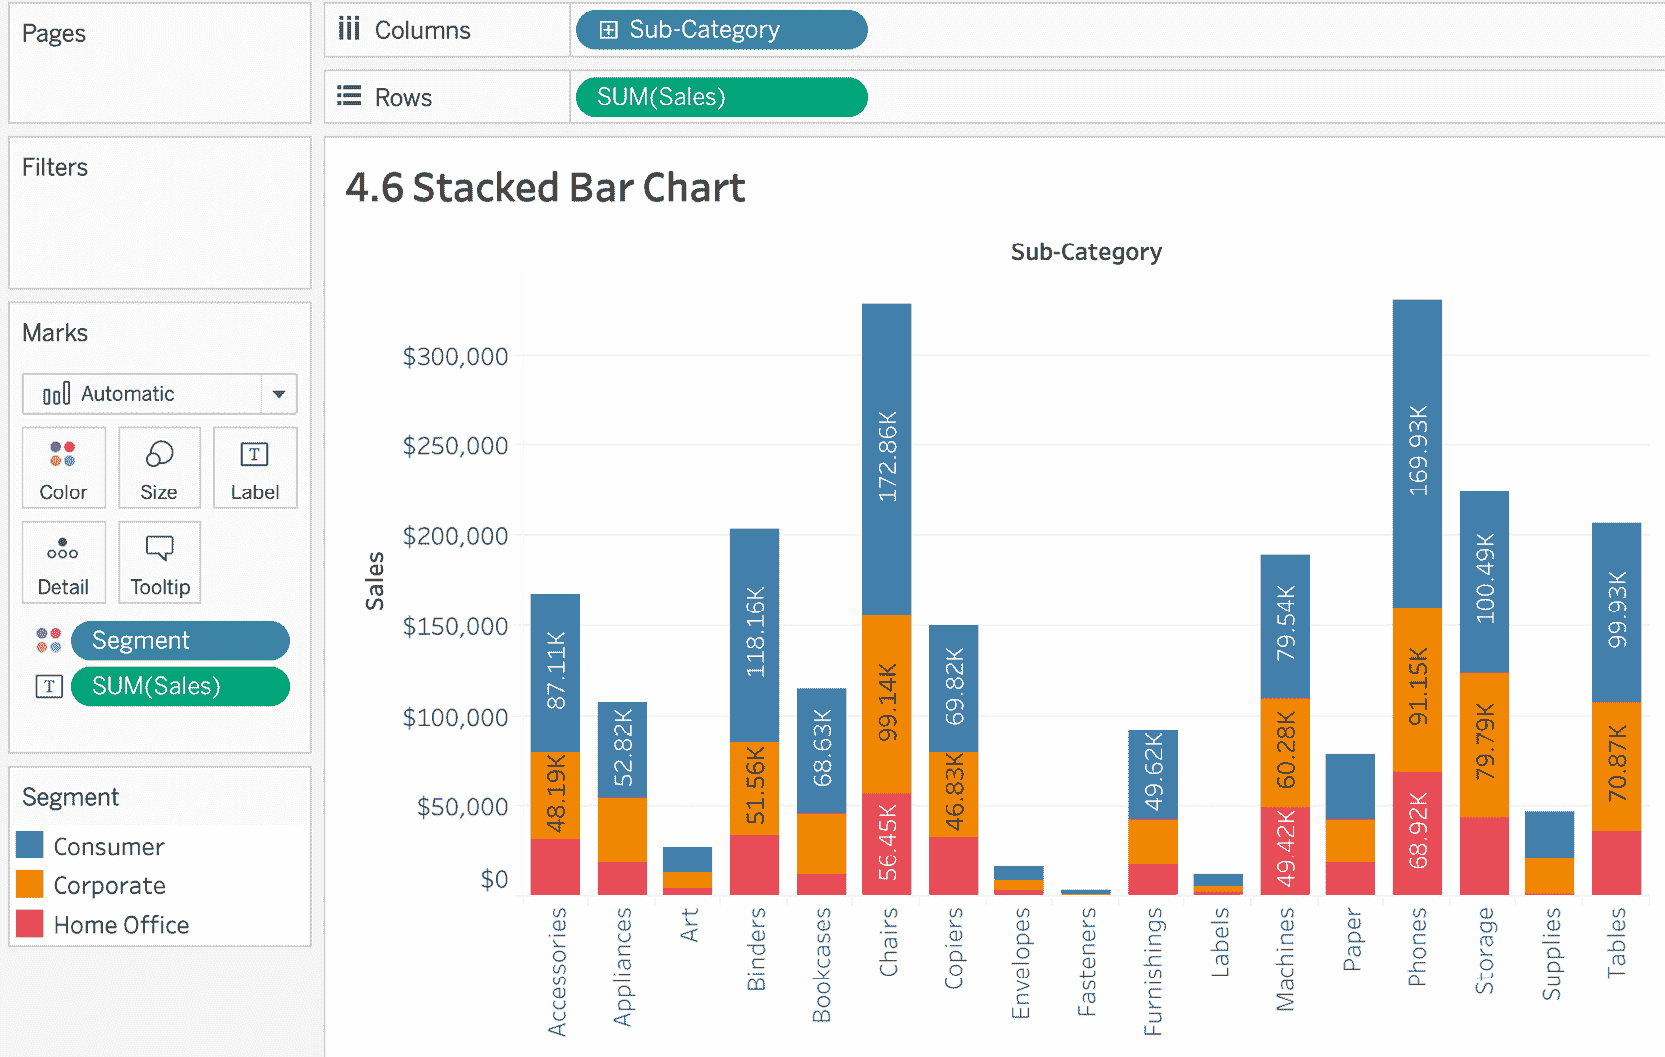 Pages
Columns
Sub-Category
Rows
SUM(Sales)
Filters
4.6 Stacked Bar Chart
Sub-Category
Marks
Automatic
Color
Size
Label
T
Detail
Tooltip
Segment
T
SUM(Sales)
Segment
Consumer
Corporate
Home Office
Sales
$300,000
$250,000
$200,000
$150,000
$100,000
$50,000
$0
87.11K
48.19K
52.82K
118.16K
51.56K
68.63K
172.86K
99.14K
56.45K
69.82K
46.83K
49.62K
79.54K
60.28K
49.42K
169.93K
91.15K
68.92K
100.49K
79.79K
99.93K
70.87K
Accessories
Appliances
Art
Binders
Bookcases
Chairs
Copiers
Envelopes
Fasteners
Furnishings
Labels
Machines
Paper
Phones
Storage
Supplies
Tables